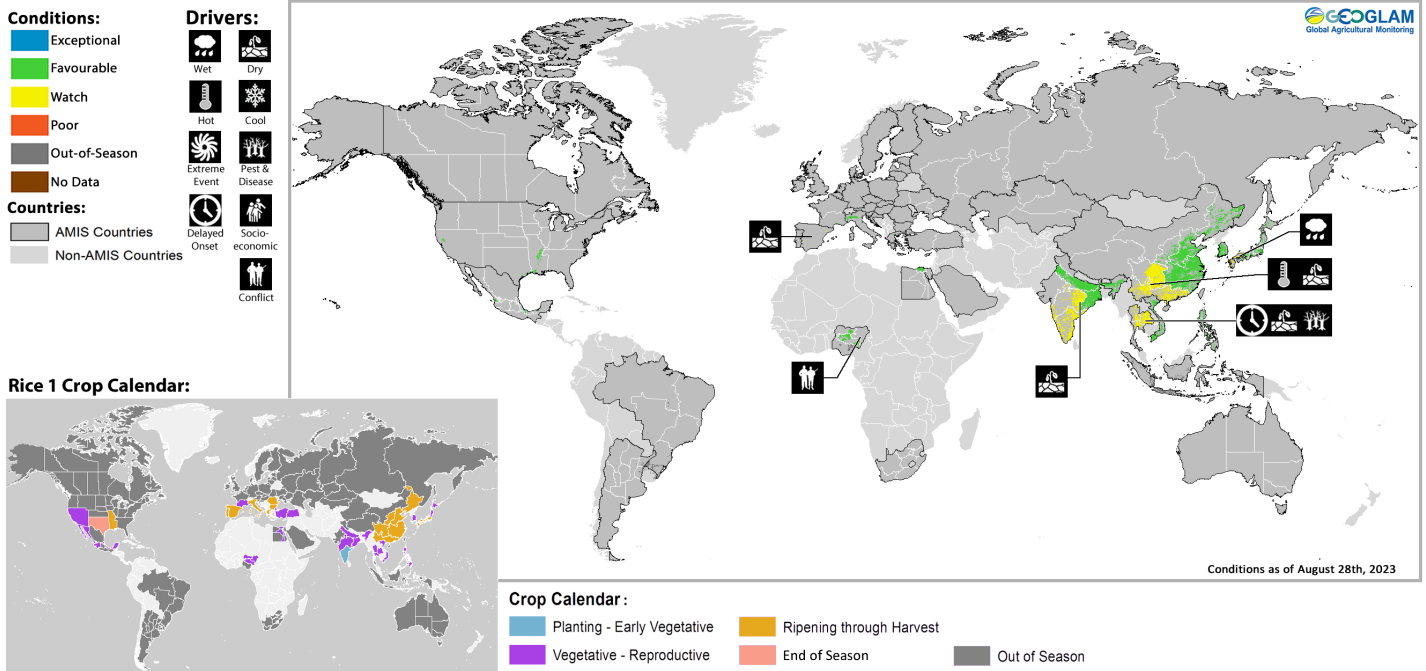 Conditions:
Exceptional
Favourable
Watch
Poor
Out-of-Season
No Data
Countries:
AMIS Countries
Non-AMIS Countries
Drivers:
Wet
Dry
Hot
Cool
Extreme
Event
Pest &
Disease
Delayed
Onset
Socio-
economic
Conflict
GEOGLAM
Global Agricultural Monitoring
Rice 1 Crop Calendar:
Conditions as of August 28th, 2023
Crop Calendar :
Planting - Early Vegetative
Ripening through Harvest
Vegetative - Reproductive
End of Season
Out of Season